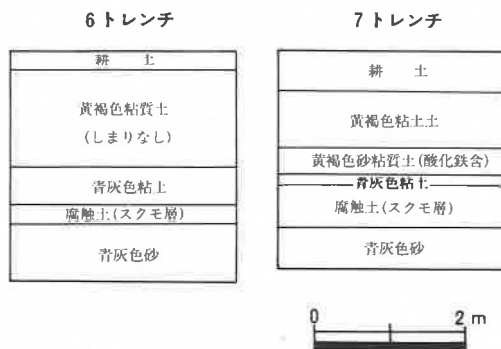 6トレンチ
耕 土
黄褐色粘質土
(しまりなし)
青灰色粘土
腐触土(スクモ層)
青灰色砂
7トレンチ
耕 土
黄褐色粘土土
黄褐色砂粘質土(酸化鉄含)
青灰色粘土
腐触土(スクモ層)
青灰色砂
0 2m